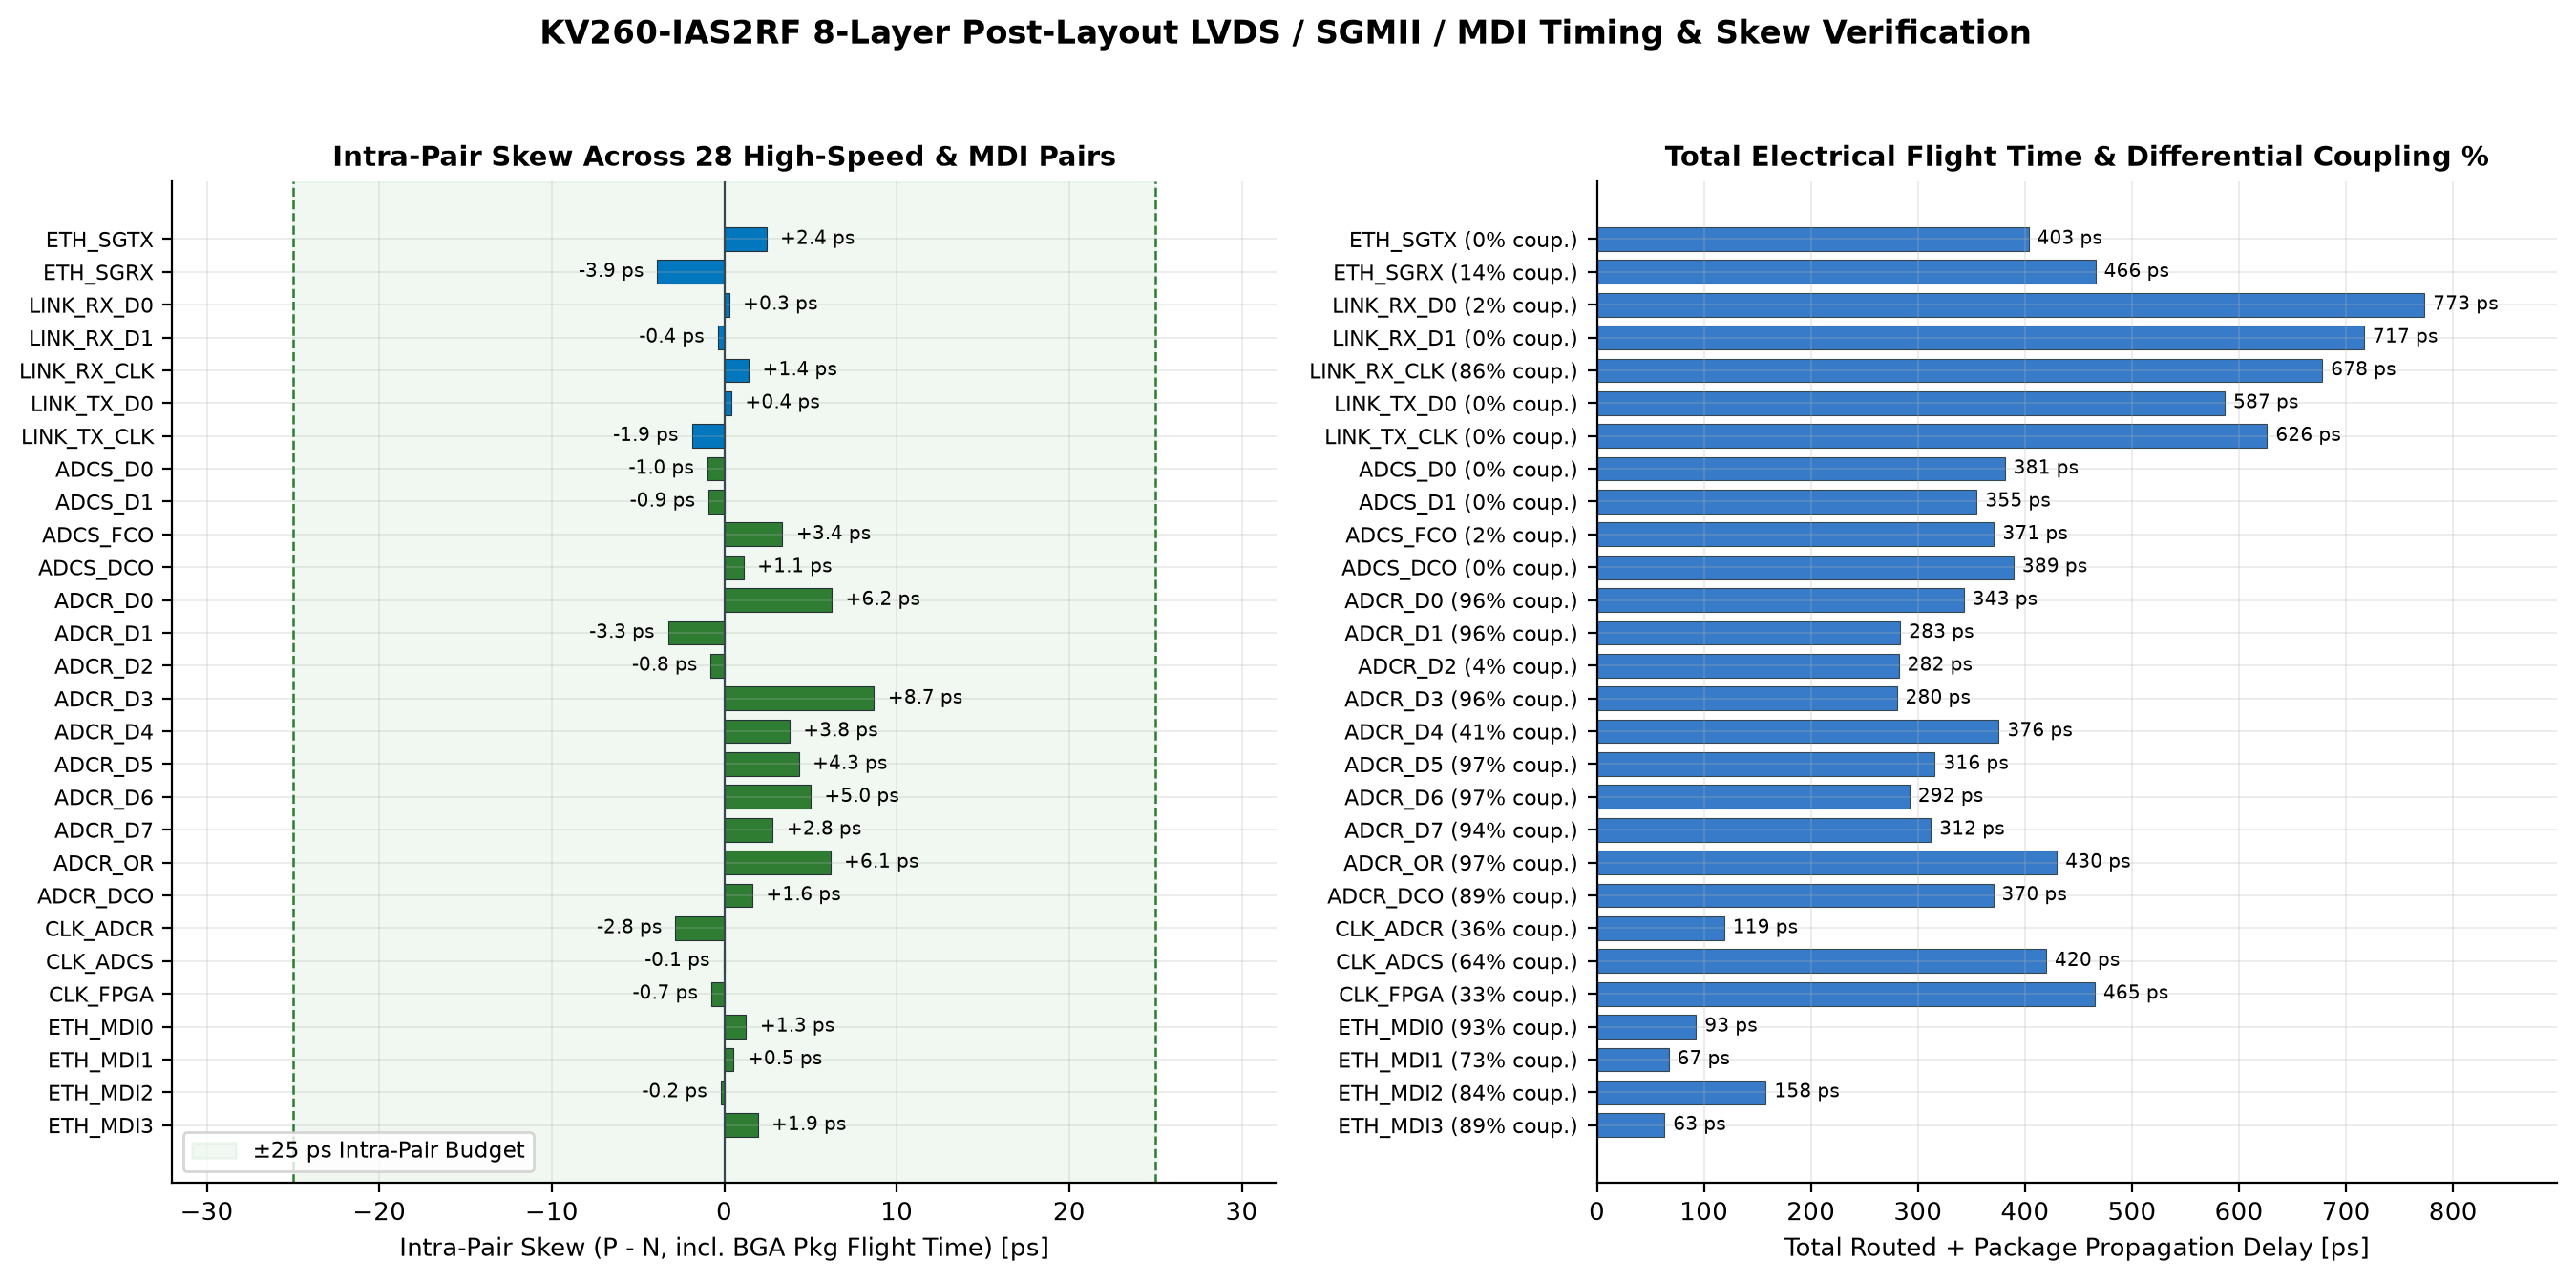 KV260-IAS2RF 8-Layer Post-Layout LVDS / SGMII / MDI Timing & Skew Verification
Intra-Pair Skew Across 28 High-Speed & MDI Pairs
ETH_SGTX +2.4 ps
ETH_SGRX -3.9 ps
LINK_RX_D0 +0.3 ps
LINK_RX_D1 -0.4 ps
LINK_RX_CLK +1.4 ps
LINK_TX_D0 +0.4 ps
LINK_TX_CLK -1.9 ps
ADCS_D0 -1.0 ps
ADCS_D1 -0.9 ps
ADCS_FCO +3.4 ps
ADCS_DCO +1.1 ps
ADCR_D0 +6.2 ps
ADCR_D1 -3.3 ps
ADCR_D2 -0.8 ps
ADCR_D3 +8.7 ps
ADCR_D4 +3.8 ps
ADCR_D5 +4.3 ps
ADCR_D6 +5.0 ps
ADCR_D7 +2.8 ps
ADCR_OR +6.1 ps
ADCR_DCO +1.6 ps
CLK_ADCR -2.8 ps
CLK_ADCS -0.1 ps
CLK_FPGA -0.7 ps
ETH_MDI0 +1.3 ps
ETH_MDI1 +0.5 ps
ETH_MDI2 -0.2 ps
ETH_MDI3 +1.9 ps
±25 ps Intra-Pair Budget
−30 −20 −10 0 10 20 30
Intra-Pair Skew (P - N, incl. BGA Pkg Flight Time) [ps]
Total Electrical Flight Time & Differential Coupling %
ETH_SGTX (0% coup.) 403 ps
ETH_SGRX (14% coup.) 466 ps
LINK_RX_D0 (2% coup.) 773 ps
LINK_RX_D1 (0% coup.) 717 ps
LINK_RX_CLK (86% coup.) 678 ps
LINK_TX_D0 (0% coup.) 587 ps
LINK_TX_CLK (0% coup.) 626 ps
ADCS_D0 (0% coup.) 381 ps
ADCS_D1 (0% coup.) 355 ps
ADCS_FCO (2% coup.) 371 ps
ADCS_DCO (0% coup.) 389 ps
ADCR_D0 (96% coup.) 343 ps
ADCR_D1 (96% coup.) 283 ps
ADCR_D2 (4% coup.) 282 ps
ADCR_D3 (96% coup.) 280 ps
ADCR_D4 (41% coup.) 376 ps
ADCR_D5 (97% coup.) 316 ps
ADCR_D6 (97% coup.) 292 ps
ADCR_D7 (94% coup.) 312 ps
ADCR_OR (97% coup.) 430 ps
ADCR_DCO (89% coup.) 370 ps
CLK_ADCR (36% coup.) 119 ps
CLK_ADCS (64% coup.) 420 ps
CLK_FPGA (33% coup.) 465 ps
ETH_MDI0 (93% coup.) 93 ps
ETH_MDI1 (73% coup.) 67 ps
ETH_MDI2 (84% coup.) 158 ps
ETH_MDI3 (89% coup.) 63 ps
0 100 200 300 400 500 600 700 800
Total Routed + Package Propagation Delay [ps]